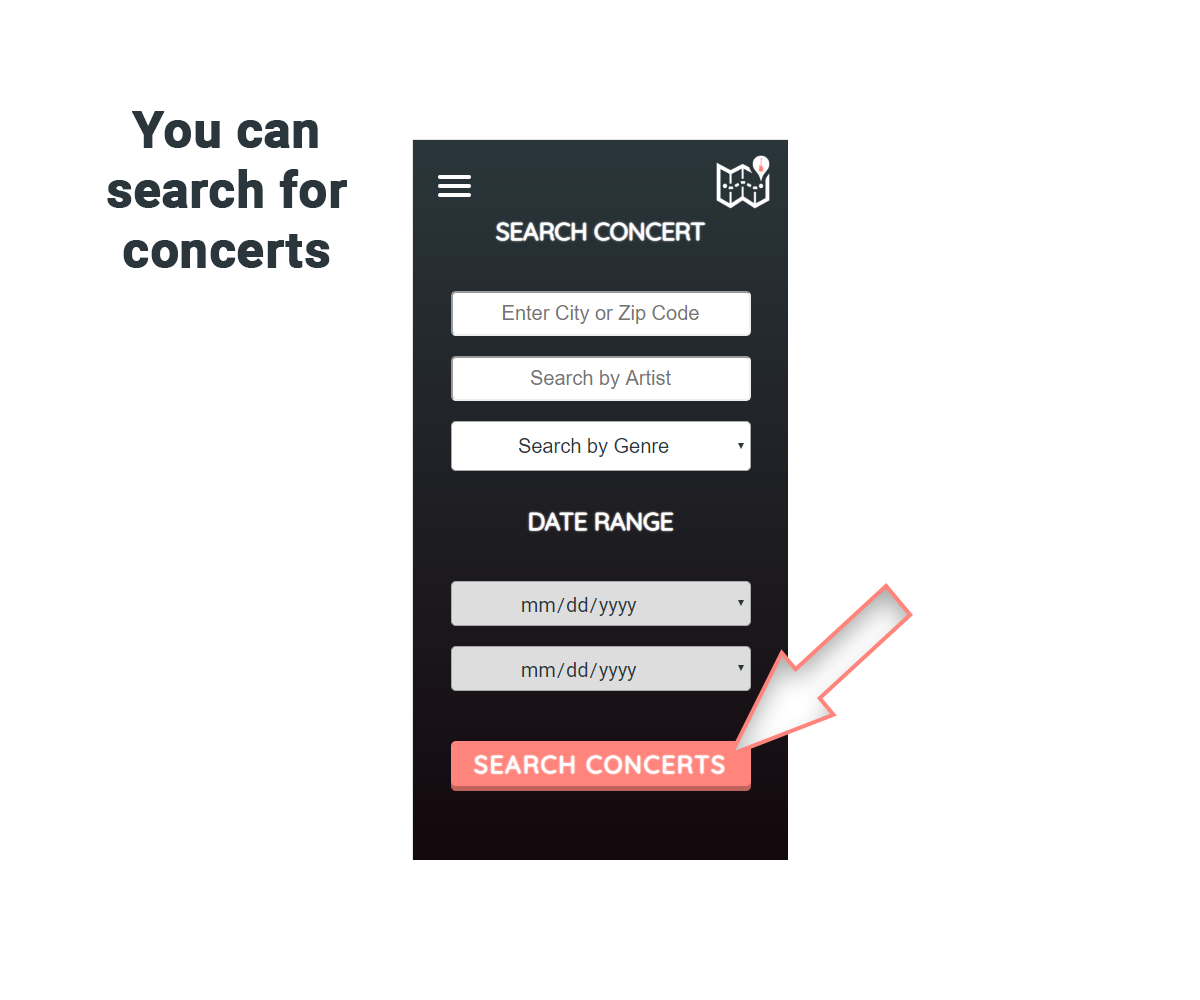 You can
search for
concerts
SEARCH CONCERT
Enter City or Zip Code
Search by Artist
Search by Genre
DATE RANGE
mm/dd/yyyy
mm/dd/yyyy
SEARCH CONCERTS